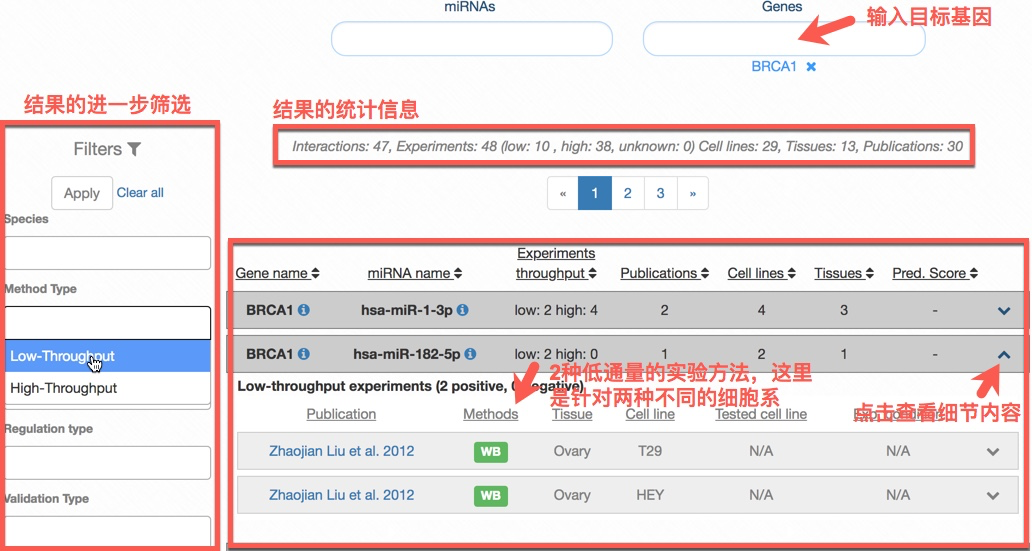 miRNAs
Genes
输入目标基因
BRCA1 ✖
结果的进一步筛选
结果的统计信息
Filters
Interactions: 47, Experiments: 48 (low: 10 , high: 38, unknown: 0) Cell lines: 29, Tissues: 13, Publications: 30
Apply Clear all
« 1 2 3 »
Species
Method Type
Low-Throughput
High-Throughput
Regulation type
Validation Type
Gene name miRNA name Experiments throughput Publications Cell lines Tissues Pred. Score
BRCA1 hsa-miR-1-3p low: 2 high: 4 2 4 3 -
BRCA1 hsa-miR-182-5p low: 2 high: 0 1 2 1 -
2种低通量的实验方法，这里
是针对两种不同的细胞系
点击查看细节内容
Low-throughput experiments (2 positive, 0 negative)
Publication Methods Tissue Cell line Tested cell line
Zhaojian Liu et al. 2012 WB Ovary T29 N/A N/A
Zhaojian Liu et al. 2012 WB Ovary HEY N/A N/A